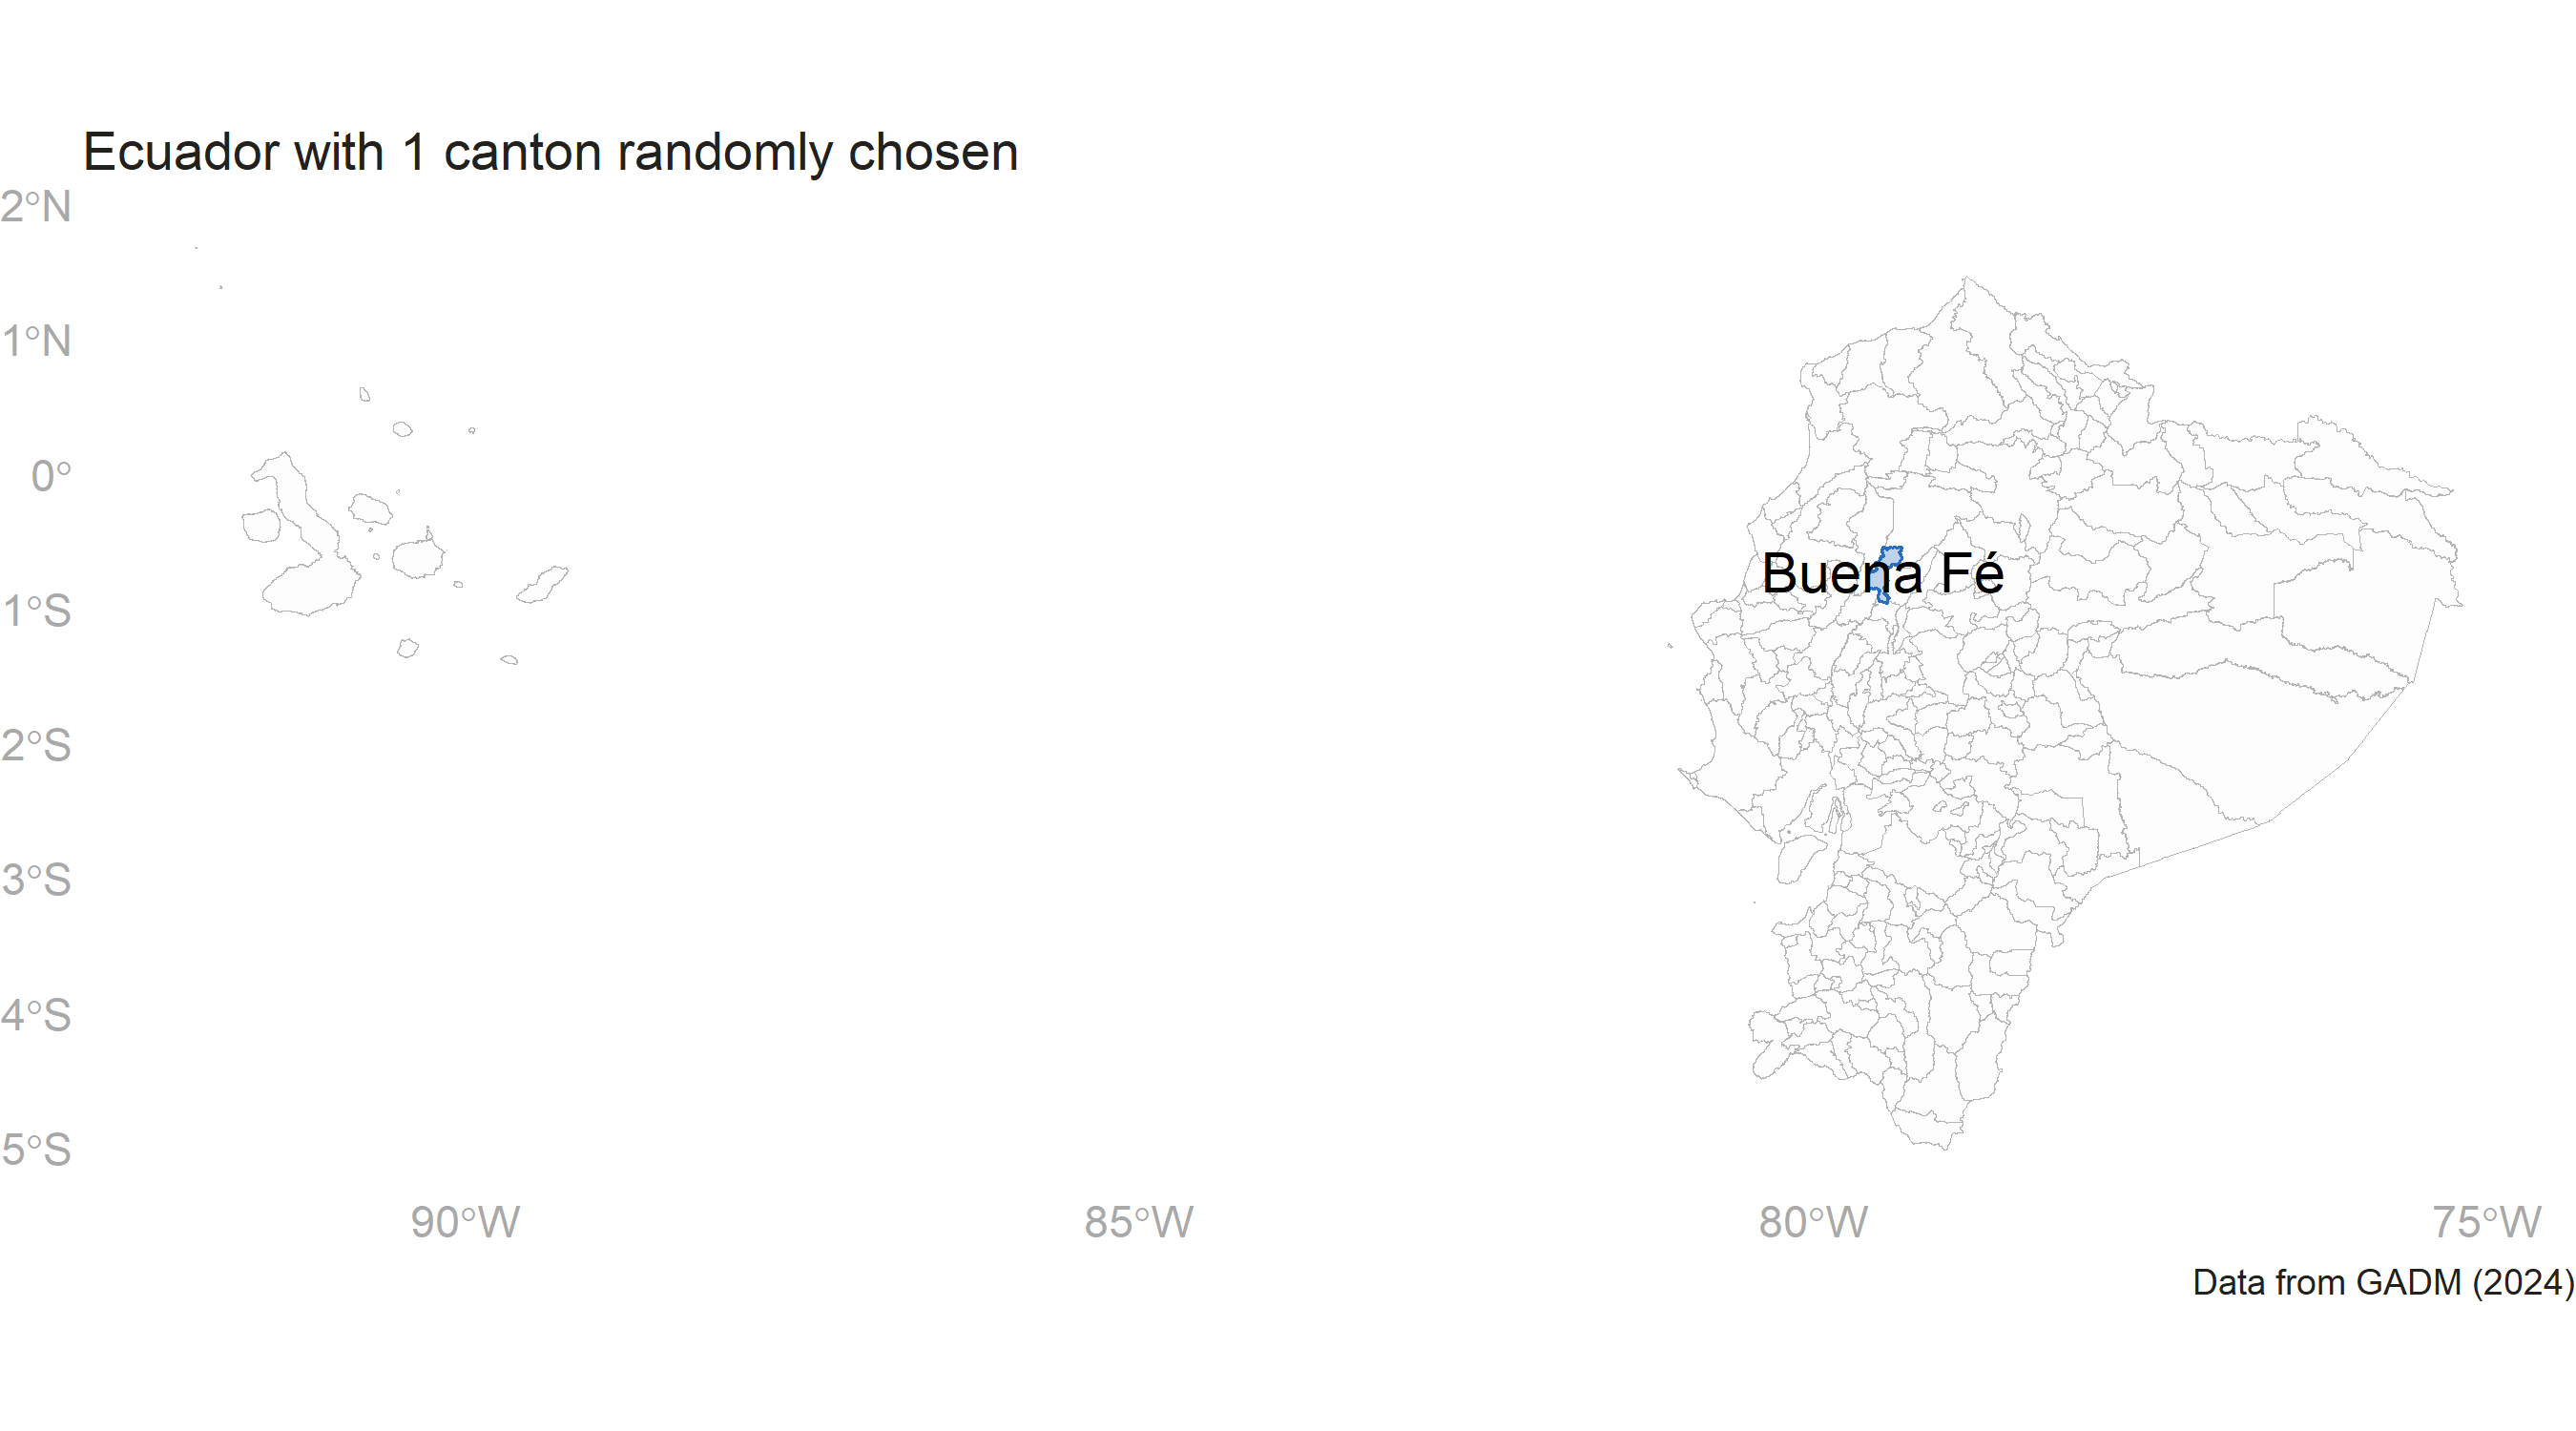 Ecuador with 1 canton randomly chosen
2°N
1°N
0°
1°S
2°S
3°S
4°S
5°S
Buena Fé
90°W
85°W
80°W
75°W
Data from GADM (2024)